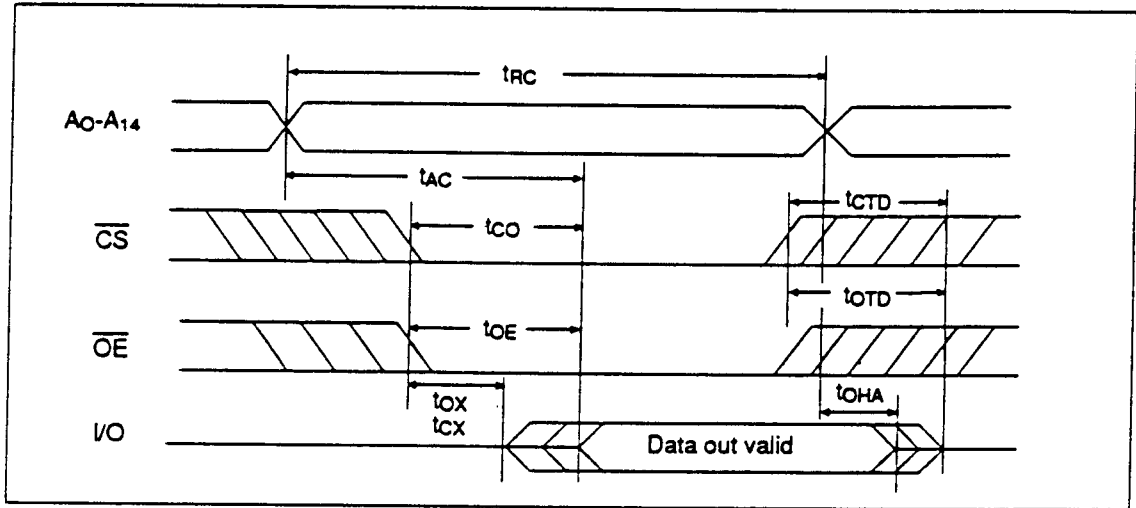 tRC
A0-A14
tAC
tCTD
CS
tCO
tOTD
OE
tOE
tOX
tCX
tOHA
I/O
Data out valid